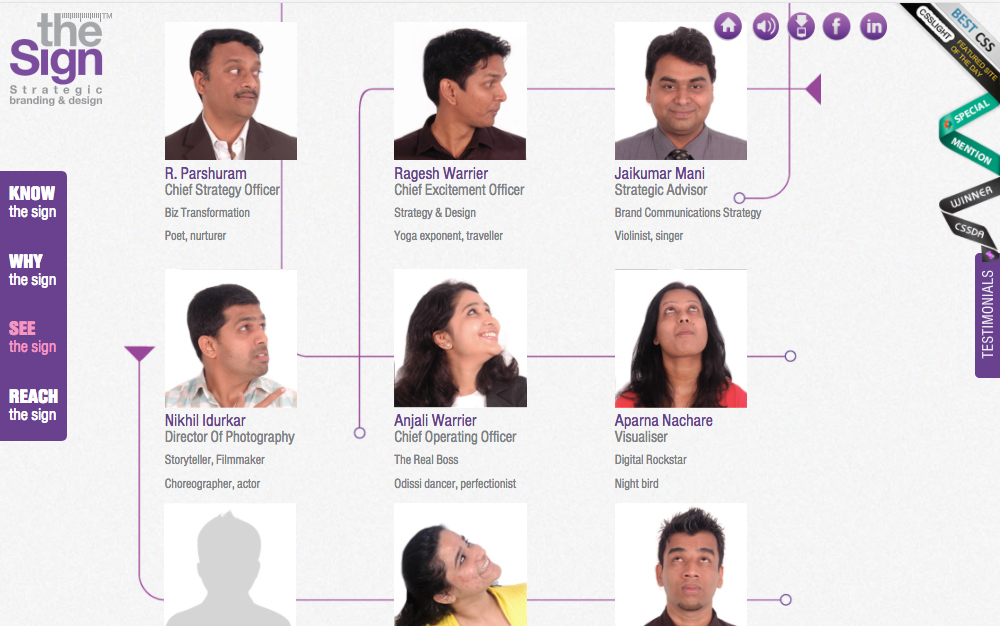 the
TM
Sign
Strategic
branding & design
KNOW
the sign
WHY
the sign
SEE
the sign
REACH
the sign
R. Parshuram
Chief Strategy Officer
Biz Transformation
Poet, nurturer
Ragesh Warrier
Chief Excitement Officer
Strategy & Design
Yoga exponent, traveller
Jaikumar Mani
Strategic Advisor
Brand Communications Strategy
Violinist, singer
Nikhil Idurkar
Director Of Photography
Storyteller, Filmmaker
Choreographer, actor
Anjali Warrier
Chief Operating Officer
The Real Boss
Odissi dancer, perfectionist
Aparna Nachare
Visualiser
Digital Rockstar
Night bird
f
in
BEST CSS
CSSLIGHT
FEATURED SITE
OF THE DAY
SPECIAL
MENTION
WINNER
CSSDA
TESTIMONIALS